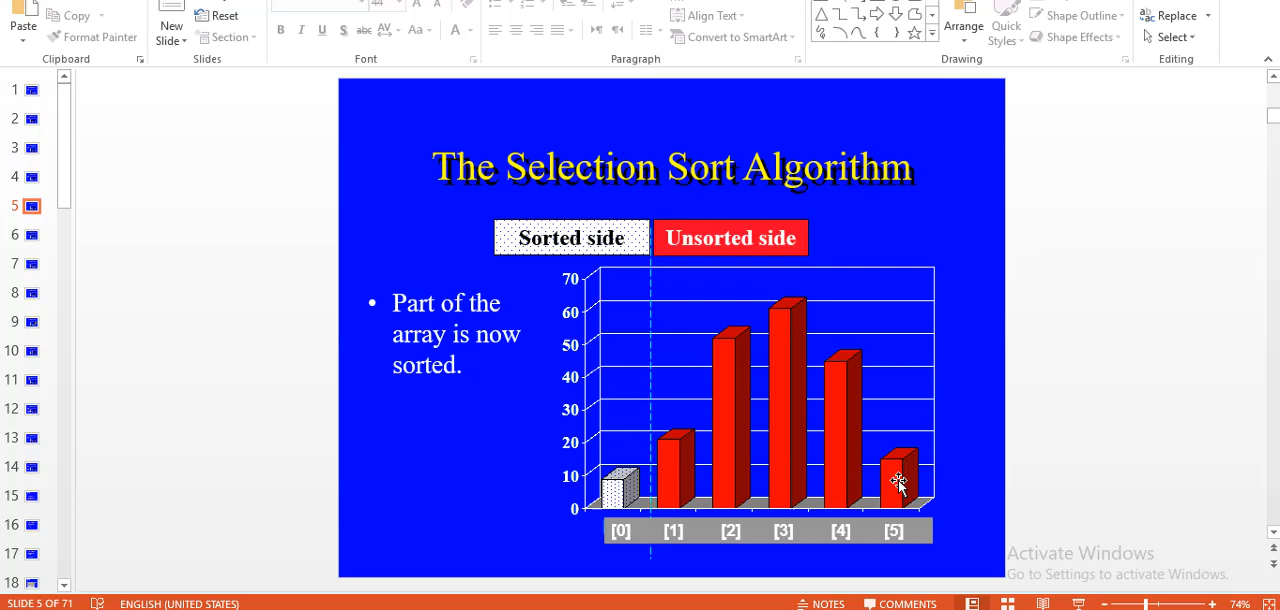 44
Paste
Copy
Format Painter
New
Slide
Reset
Section
B I U S abc AV Aa A
Align Text
Convert to SmartArt
Arrange
Quick
Styles
Shape Outline
Shape Effects
Replace
Select
Clipboard
Slides
Font
Paragraph
Drawing
Editing
1
2
3
4
5
6
7
8
9
10
11
12
13
14
15
16
17
18
The Selection Sort Algorithm
Sorted side
Unsorted side
• Part of the
array is now
sorted.
70
60
50
40
30
20
10
0
[0] [1] [2] [3] [4] [5]
Activate Windows
Go to Settings to activate Windows.
SLIDE 5 OF 71
ENGLISH (UNITED STATES)
NOTES
COMMENTS
74%